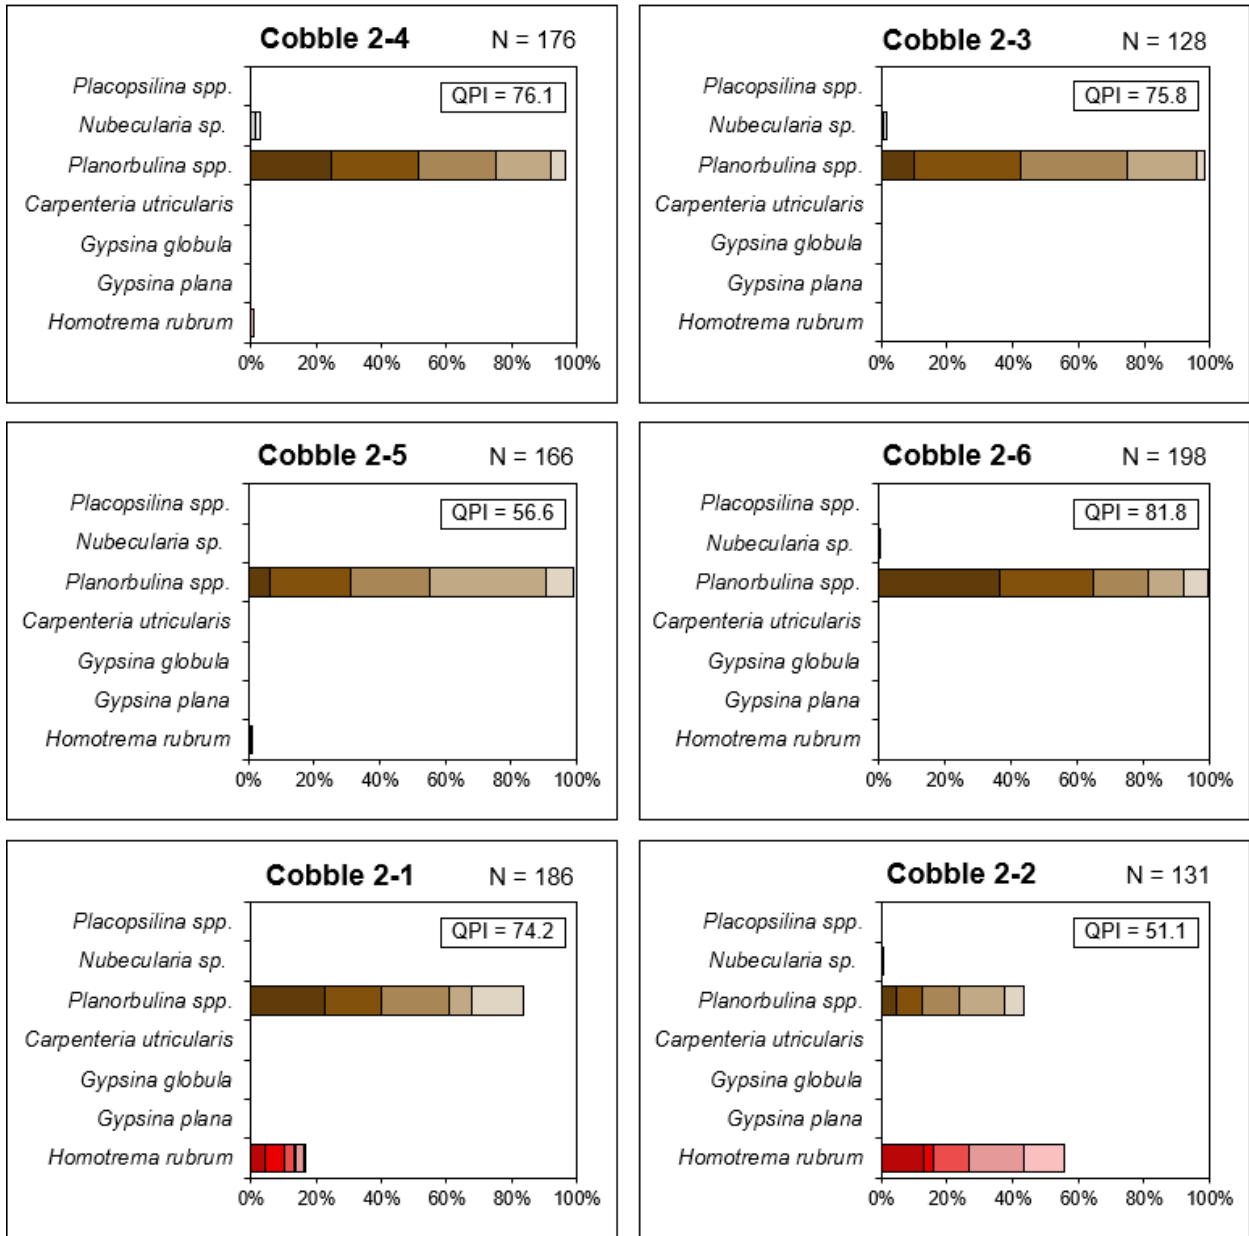 Cobble 2-4 N = 176
QPI = 76.1
Placopsilina spp.
Nubecularia sp.
Planorbulina spp.
Carpenteria utricularis
Gypsina globula
Gypsina plana
Homotrema rubrum
0% 20% 40% 60% 80% 100%
Cobble 2-3 N = 128
QPI = 75.8
Placopsilina spp.
Nubecularia sp.
Planorbulina spp.
Carpenteria utricularis
Gypsina globula
Gypsina plana
Homotrema rubrum
0% 20% 40% 60% 80% 100%
Cobble 2-5 N = 166
QPI = 56.6
Placopsilina spp.
Nubecularia sp.
Planorbulina spp.
Carpenteria utricularis
Gypsina globula
Gypsina plana
Homotrema rubrum
0% 20% 40% 60% 80% 100%
Cobble 2-6 N = 198
QPI = 81.8
Placopsilina spp.
Nubecularia sp.
Planorbulina spp.
Carpenteria utricularis
Gypsina globula
Gypsina plana
Homotrema rubrum
0% 20% 40% 60% 80% 100%
Cobble 2-1 N = 186
QPI = 74.2
Placopsilina spp.
Nubecularia sp.
Planorbulina spp.
Carpenteria utricularis
Gypsina globula
Gypsina plana
Homotrema rubrum
0% 20% 40% 60% 80% 100%
Cobble 2-2 N = 131
QPI = 51.1
Placopsilina spp.
Nubecularia sp.
Planorbulina spp.
Carpenteria utricularis
Gypsina globula
Gypsina plana
Homotrema rubrum
0% 20% 40% 60% 80% 100%